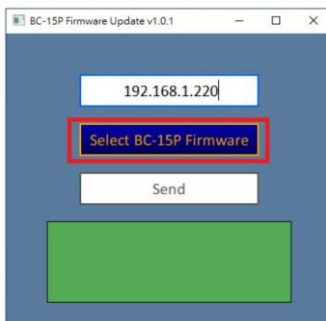 BC-15P Firmware Update v1.0.1
192.168.1.220
Select BC-15P Firmware
Send